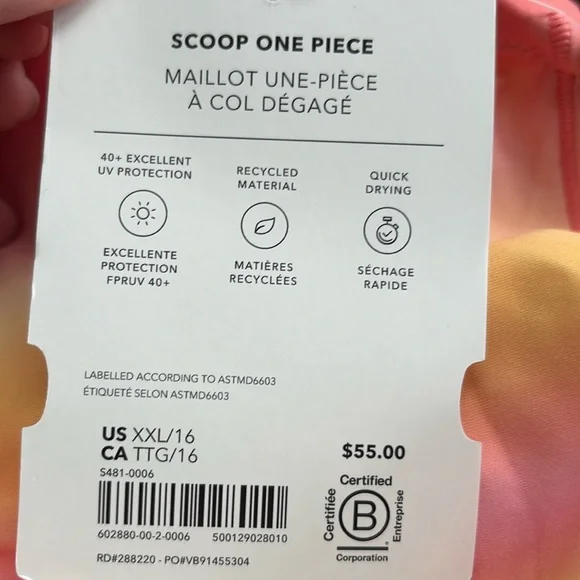 SCOOP ONE PIECE
MAILLOT UNE-PIÈCE
À COL DÉGAGÉ
40+ EXCELLENT
UV PROTECTION
RECYCLED
MATERIAL
QUICK
DRYING
EXCELLENTE
PROTECTION
FPRUV 40+
MATIÈRES
RECYCLÉES
SÉCHAGE
RAPIDE
LABELLED ACCORDING TO ASTMD6603
ÉTIQUETÉ SELON ASTMD6603
US XXL/16
CA TTG/16
$55.00
S481-0006
602880-00-2-0006 500129028010
RD#288220 - PO#VB91455304
Certified
Certifiée
B
Entreprise
Corporation